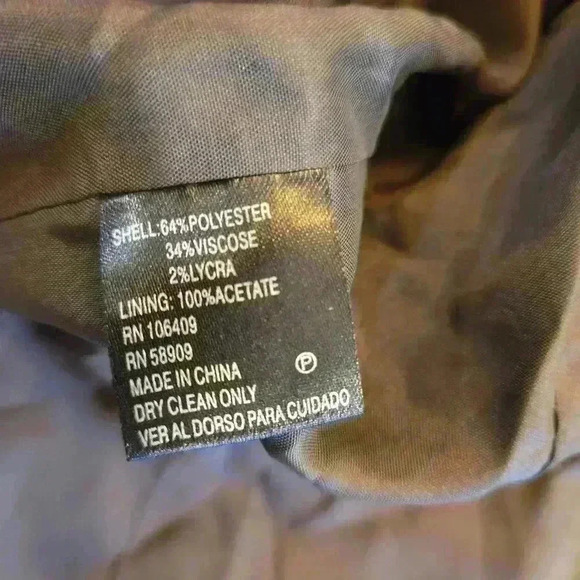 SHELL:64%POLYESTER
34%VISCOSE
2%LYCRA
LINING: 100%ACETATE
RN 106409
RN 58909
MADE IN CHINA
P
DRY CLEAN ONLY
VER AL DORSO PARA CUIDADO